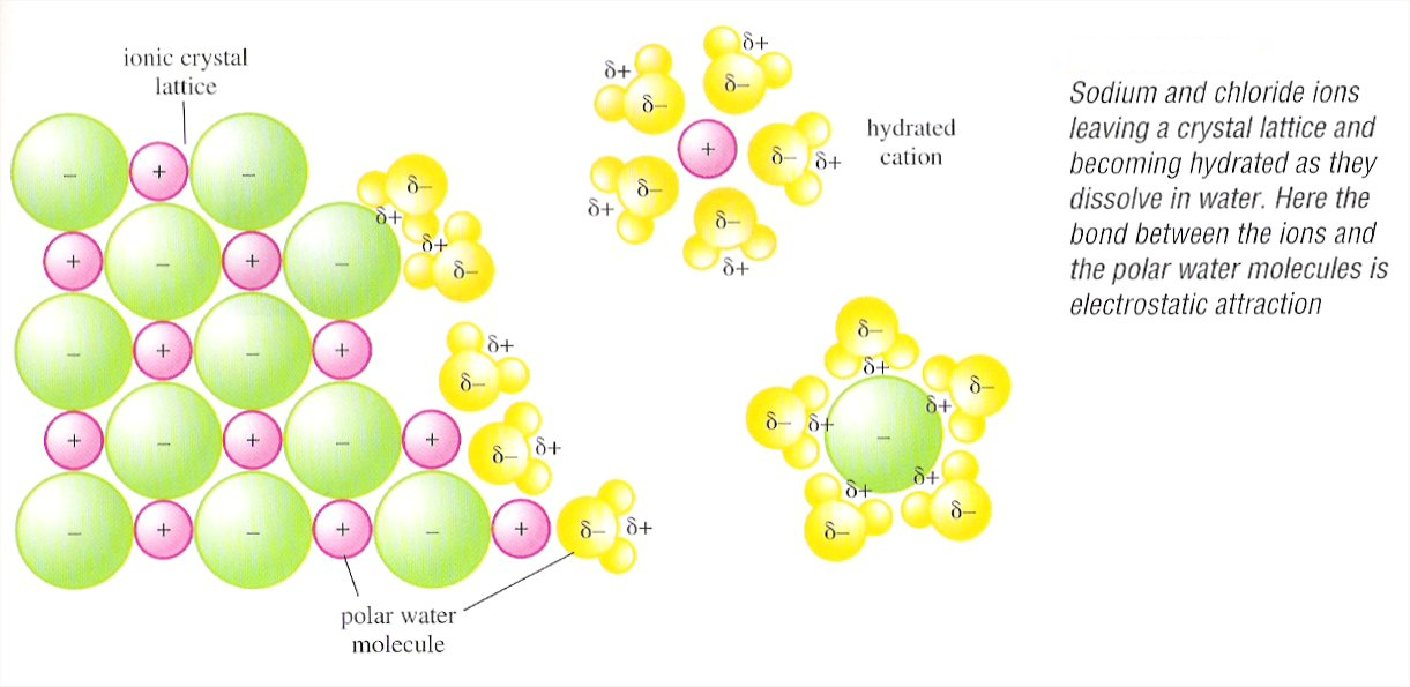 ionic crystal
lattice
δ+
δ−
δ+
δ−
hydrated
cation
+
δ−
δ+
δ−
δ+
δ−
δ+
Sodium and chloride ions
leaving a crystal lattice and
becoming hydrated as they
dissolve in water. Here the
bond between the ions and
the polar water molecules is
electrostatic attraction
−
+
−
δ−
δ+
δ+
δ−
+
−
+
−
−
+
−
+
δ+
δ−
+
−
+
−
+
δ−
δ+
−
+
−
+
−
+
δ−
δ+
δ−
δ+
δ−
δ+
δ−
δ+
−
δ+
δ−
δ+
δ−
polar water
molecule